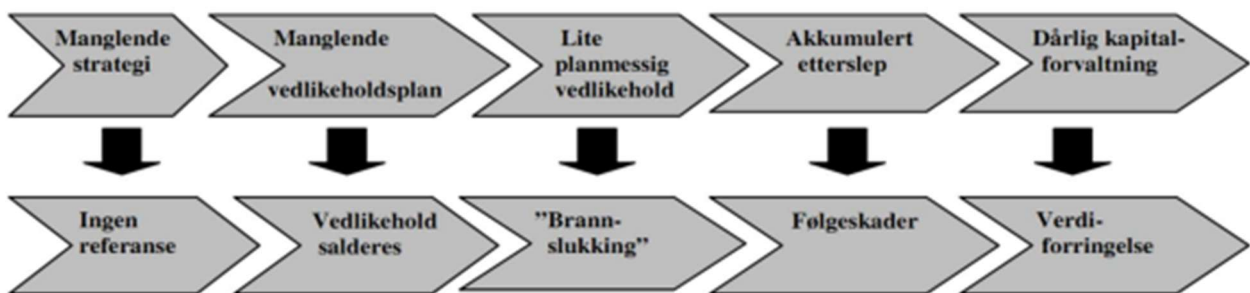 Manglende
strategi
Manglende
vedlikeholdsplan
Lite
planmessig
vedlikehold
Akkumulert
etterslep
Dårlig kapital-
forvaltning
Ingen
referanse
Vedlikehold
salderes
”Brann-
slukking”
Følgeskader
Verdi-
forringelse